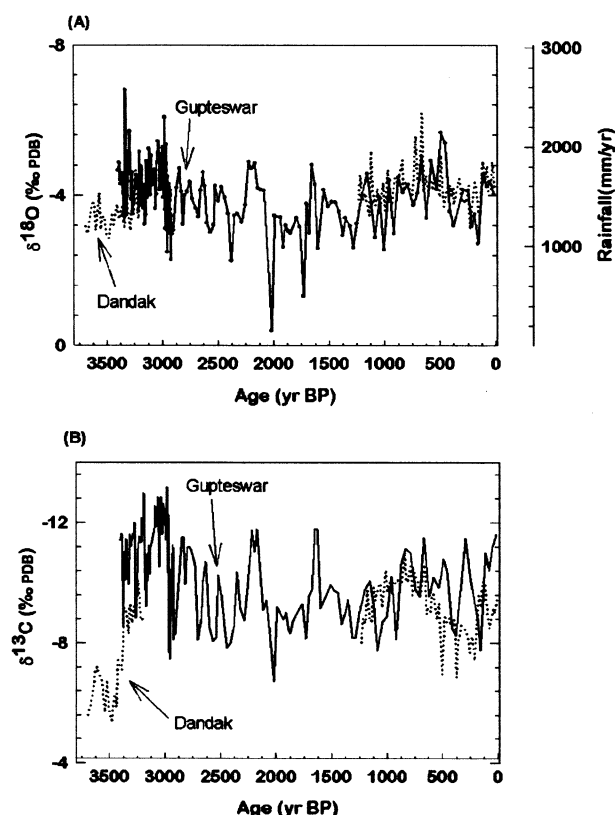 (A)
-8
3000
Gupteswar
δ¹⁸O (‰ PDB)
-4
2000
Rainfall(mm/yr)
1000
Dandak
0
3500 3000 2500 2000 1500 1000 500 0
Age (yr BP)
(B)
Gupteswar
-12
δ¹³C (‰ PDB)
-8
Dandak
-4
3500 3000 2500 2000 1500 1000 500 0
Age (yr BP)